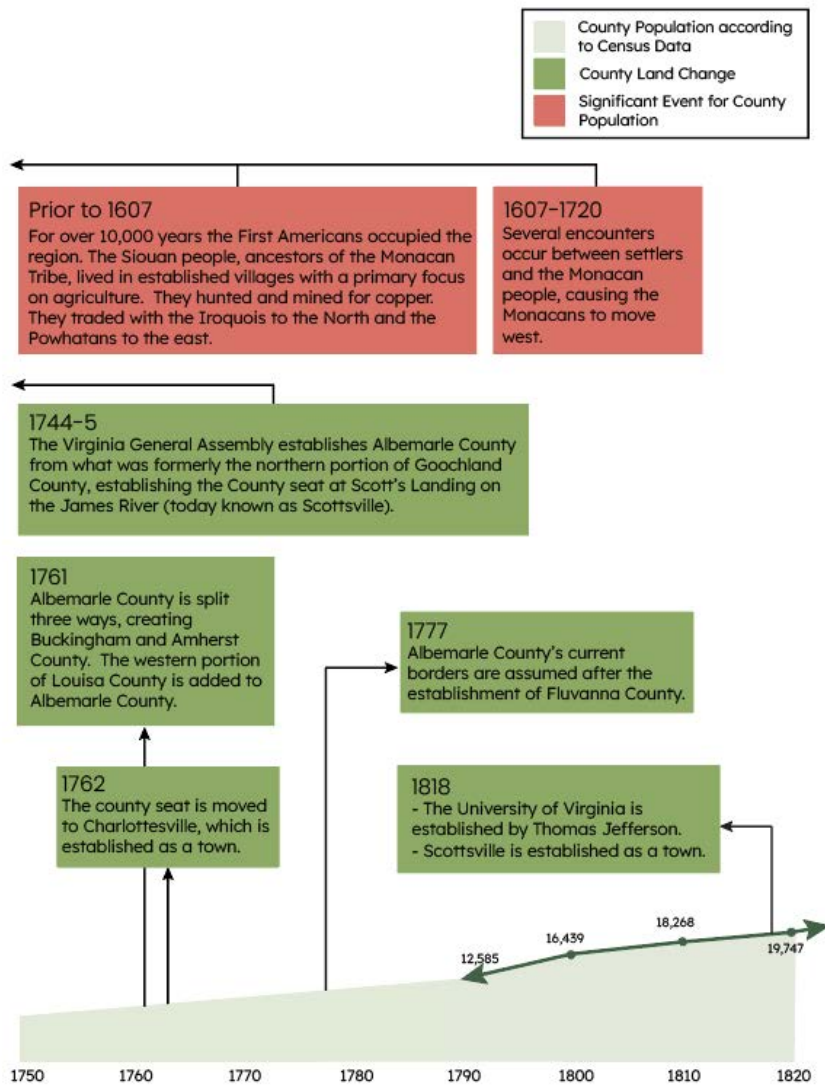 County Population according
to Census Data
County Land Change
Significant Event for County
Population
Prior to 1607
For over 10,000 years the First Americans occupied the
region. The Siouan people, ancestors of the Monacan
Tribe, lived in established villages with a primary focus
on agriculture. They hunted and mined for copper.
They traded with the Iroquois to the North and the
Powhatans to the east.
1607-1720
Several encounters
occur between settlers
and the Monacan
people, causing the
Monacans to move
west.
1744-5
The Virginia General Assembly establishes Albemarle County
from what was formerly the northern portion of Goochland
County, establishing the County seat at Scott's Landing on
the James River (today known as Scottsville).
1761
Albemarle County is split
three ways, creating
Buckingham and Amherst
County. The western portion
of Louisa County is added to
Albemarle County.
1777
Albemarle County's current
borders are assumed after the
establishment of Fluvanna County.
1762
The county seat is moved
to Charlottesville, which is
established as a town.
1818
- The University of Virginia is
established by Thomas Jefferson.
- Scottsville is established as a town.
12,585
16,439
18,268
19,747
1750 1760 1770 1780 1790 1800 1810 1820